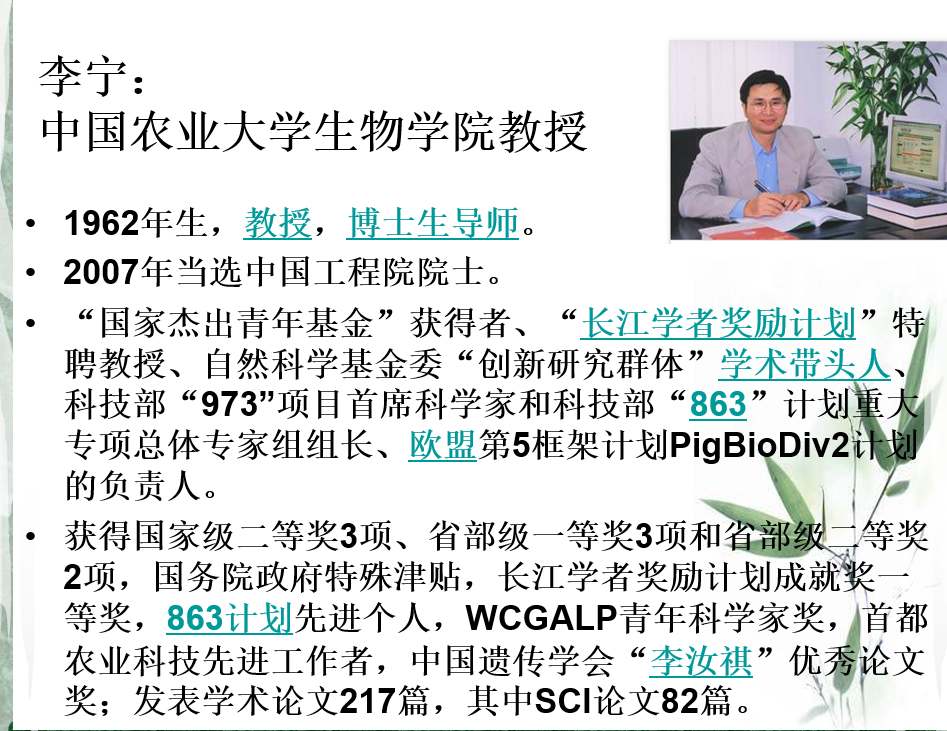 李宁：
中国农业大学生物学院教授
• 1962年生，教授，博士生导师。
• 2007年当选中国工程院院士。
• “国家杰出青年基金”获得者、“长江学者奖励计划”特
聘教授、自然科学基金委“创新研究群体”学术带头人、
科技部“973”项目首席科学家和科技部“863”计划重大
专项总体专家组组长、欧盟第5框架计划PigBioDiv2计划
的负责人。
• 获得国家级二等奖3项、省部级一等奖3项和省部级二等奖
2项，国务院政府特殊津贴，长江学者奖励计划成就奖一
等奖，863计划先进个人，WCGALP青年科学家奖，首都
农业科技先进工作者，中国遗传学会“李汝祺”优秀论文
奖；发表学术论文217篇，其中SCI论文82篇。